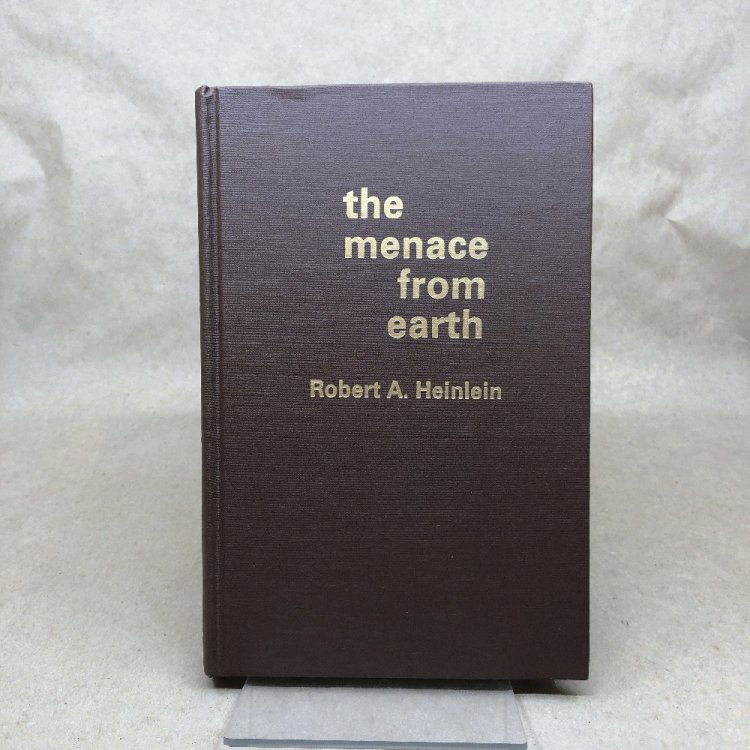 the
menace
from
earth
Robert A. Heinlein